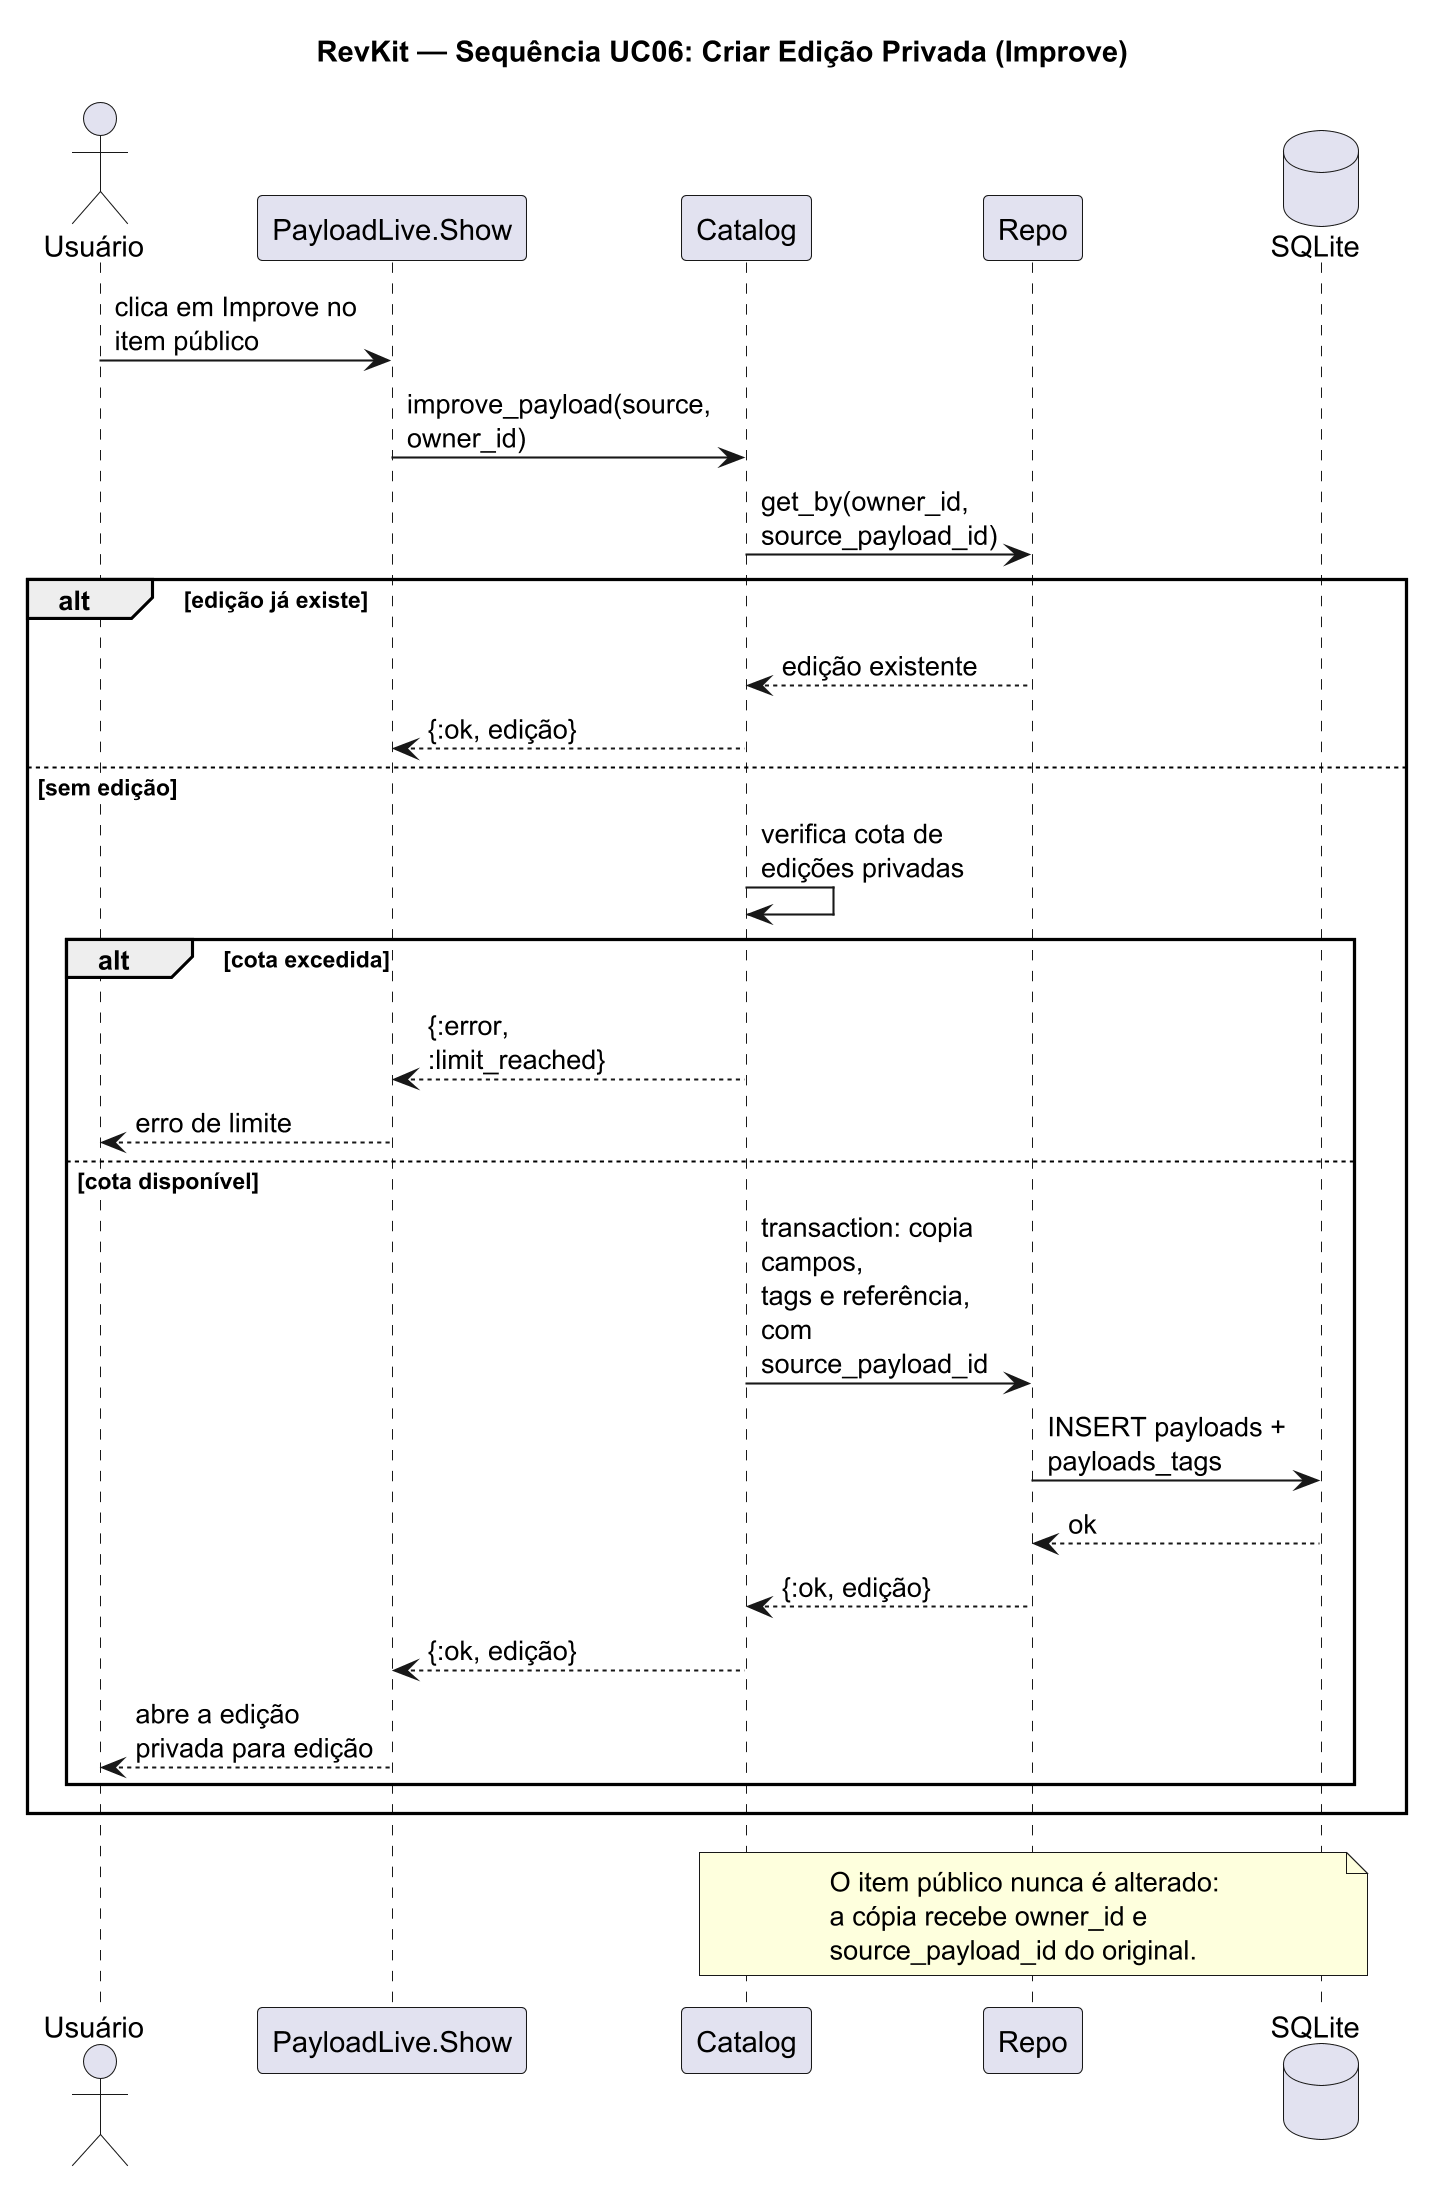 RevKit — Sequência UC06: Criar Edição Privada (Improve)
Usuário
PayloadLive.Show
Catalog
Repo
SQLite
clica em Improve no
item público
improve_payload(source,
owner_id)
get_by(owner_id,
source_payload_id)
alt
[edição já existe]
edição existente
{:ok, edição}
[sem edição]
verifica cota de
edições privadas
alt
[cota excedida]
{:error,
:limit_reached}
erro de limite
[cota disponível]
transaction: copia
campos,
tags e referência,
com
source_payload_id
INSERT payloads +
payloads_tags
ok
{:ok, edição}
{:ok, edição}
abre a edição
privada para edição
O item público nunca é alterado:
a cópia recebe owner_id e
source_payload_id do original.
Usuário
PayloadLive.Show
Catalog
Repo
SQLite